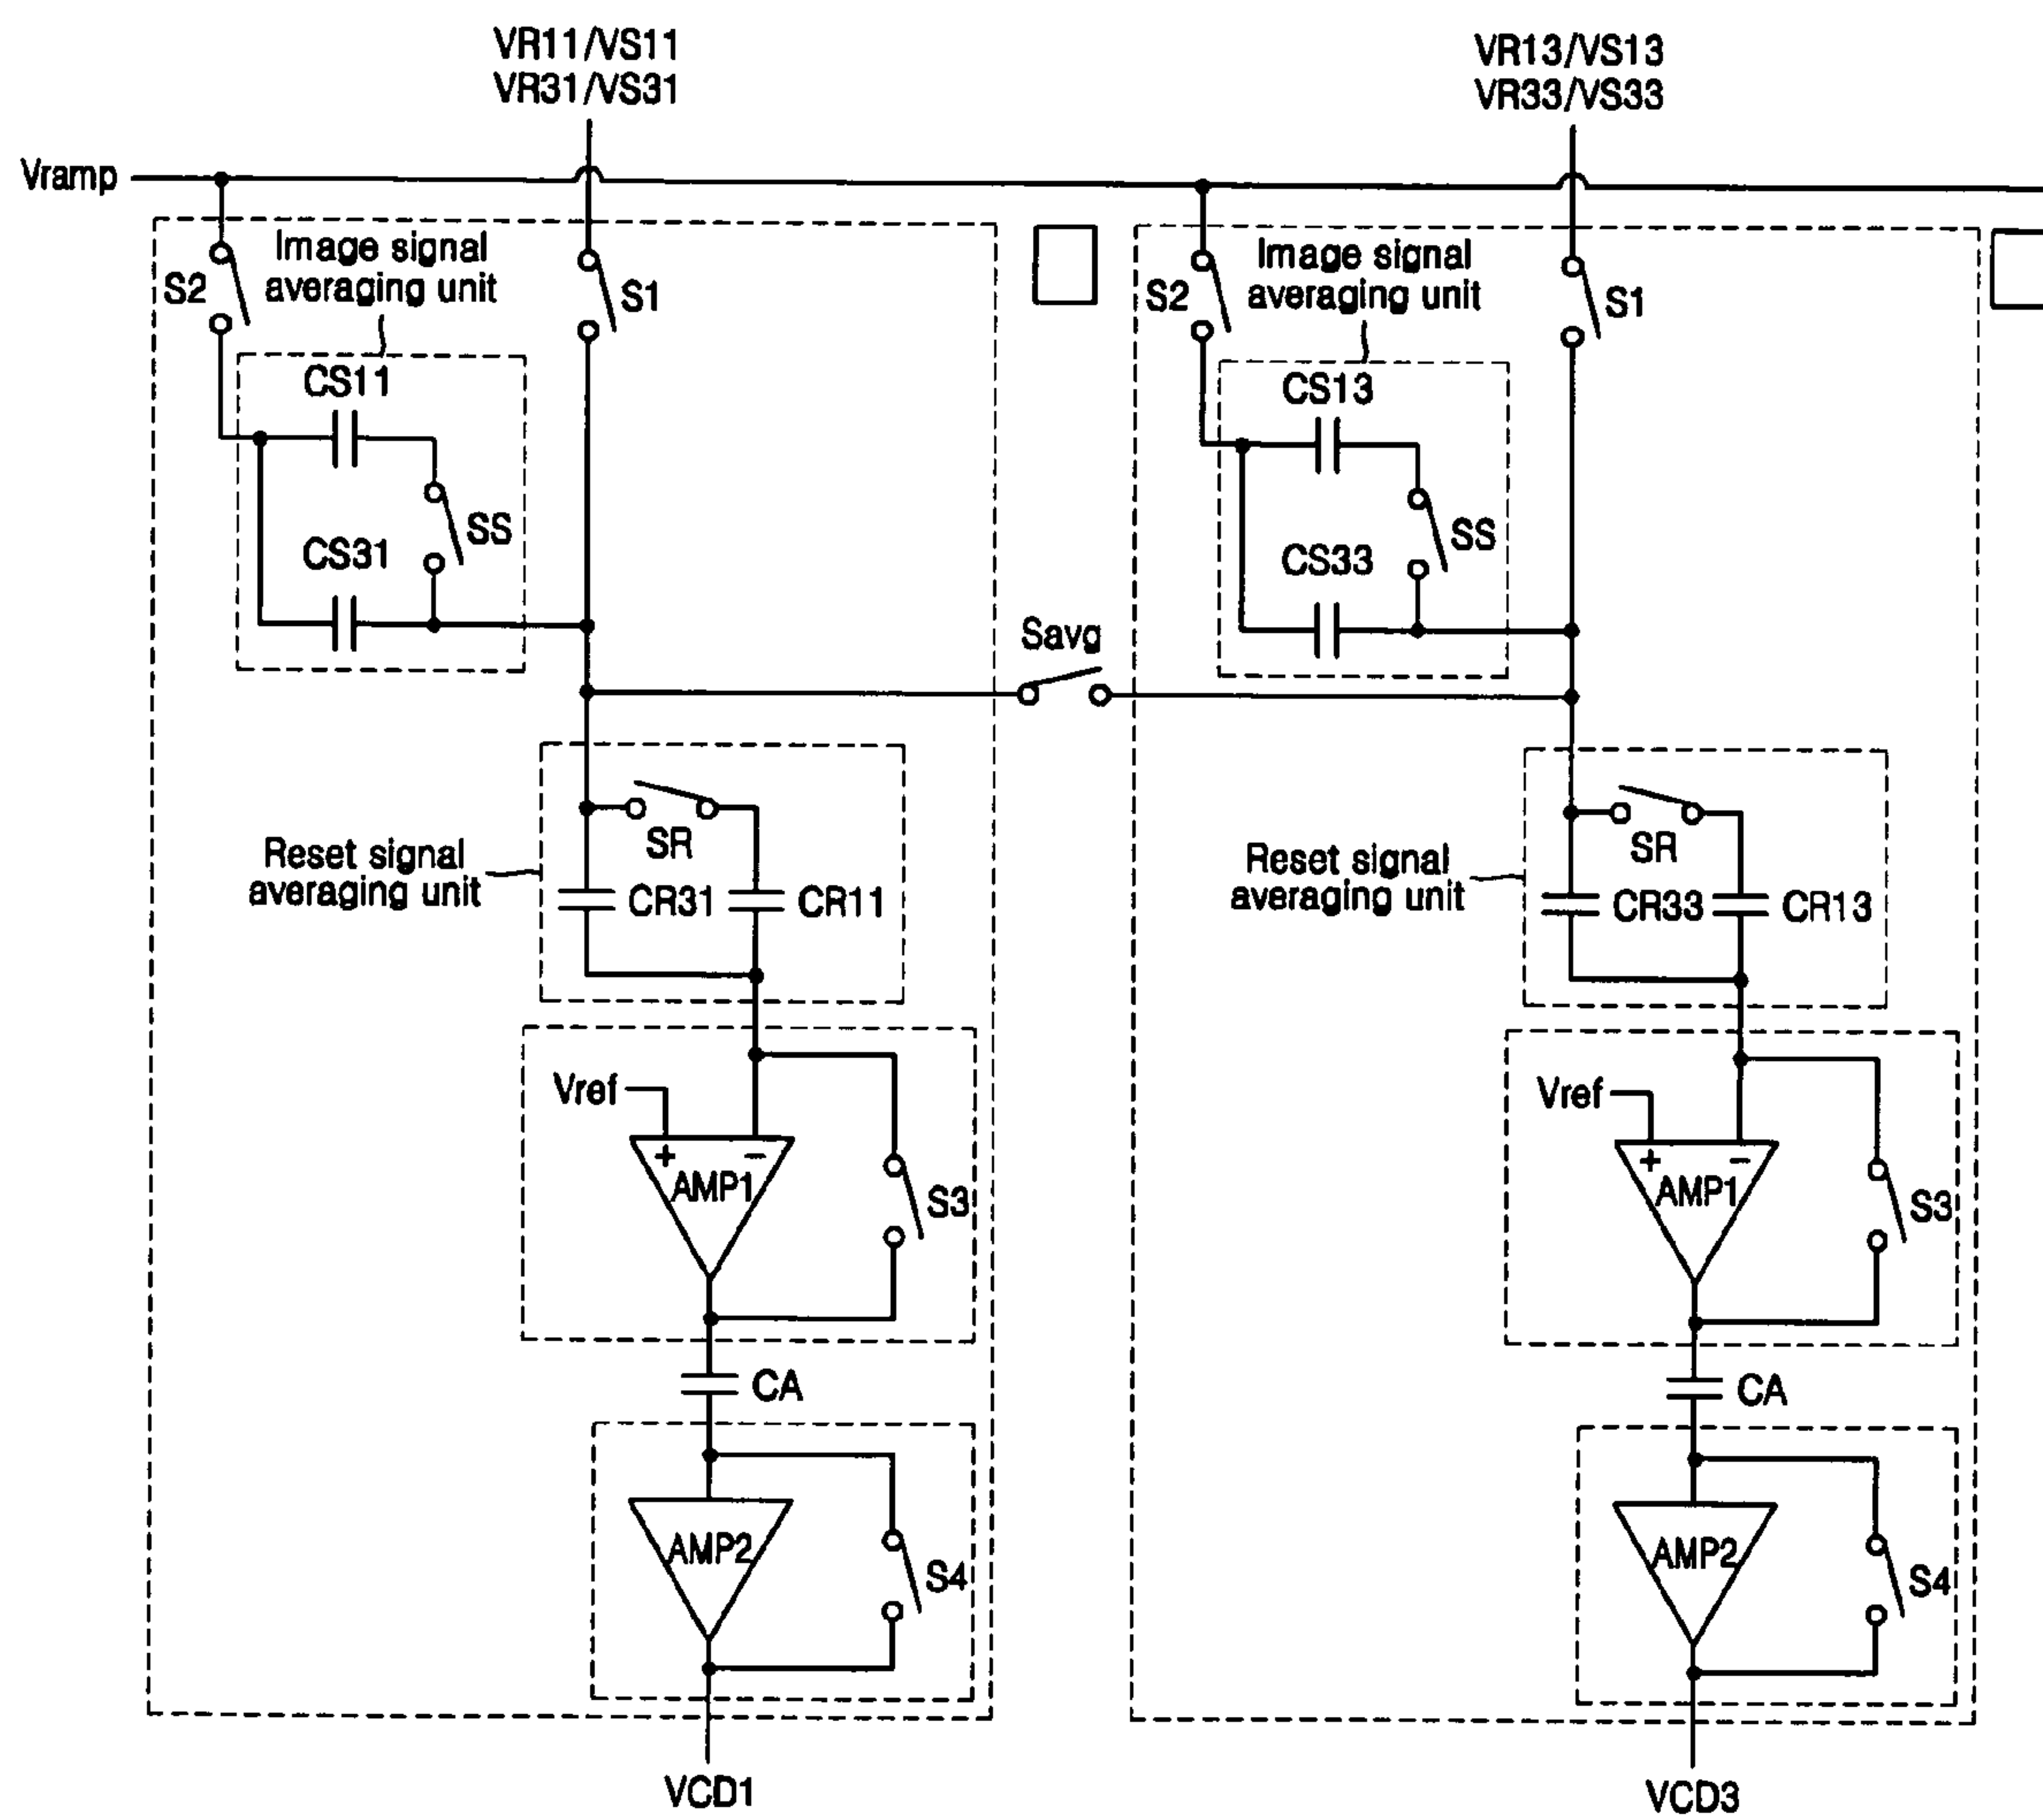 VR11/VS11
VR31/VS31
VR13/VS13
VR33/VS33
Vramp
S2
Image signal
averaging unit
S1
S2
Image signal
averaging unit
S1
CS11
CS13
SS
SS
CS31
CS33
Savg
SR
SR
Reset signal
averaging unit
Reset signal
averaging unit
CR31
CR11
CR33
CR13
Vref
Vref
+
−
+
−
AMP1
AMP1
S3
S3
CA
CA
AMP2
AMP2
S4
S4
VCD1
VCD3